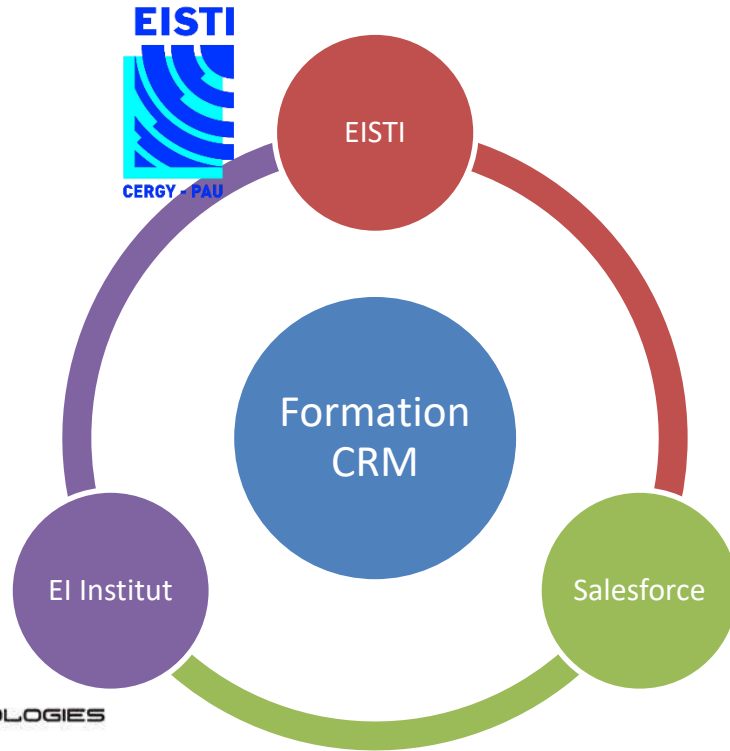 EISTI
CERGY - PAU
EISTI
Formation
CRM
EI Institut
Salesforce
OLOGIES